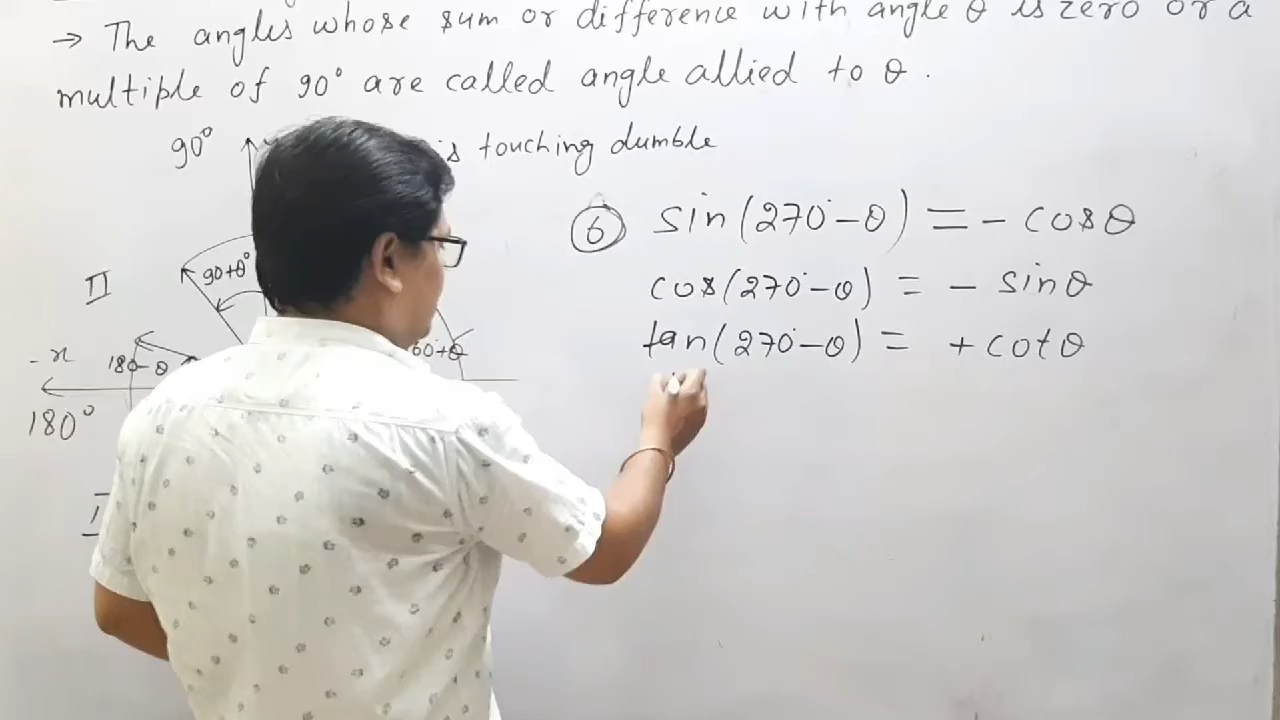 → The angles whose sum or difference with angle θ is zero or a
multiple of 90° are called angle allied to θ .
90°
is touching dumble
⑥ sin(270°-θ) = - cosθ
90+θ°
II
cos(270°-θ) = - sinθ
tan(270°-θ) = + cotθ
-x
180-θ
60+θ
180°